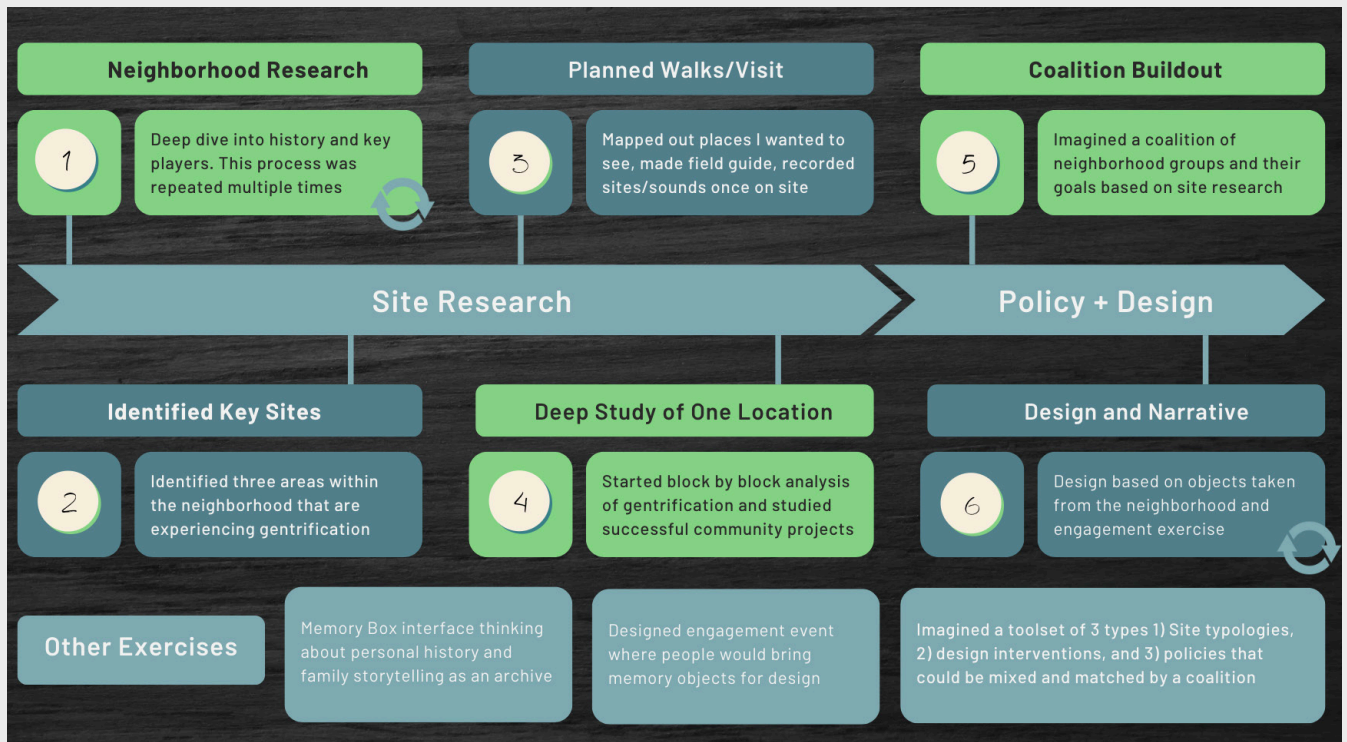 Neighborhood Research
1
Deep dive into history and key
players. This process was
repeated multiple times
Planned Walks/Visit
3
Mapped out places I wanted to
see, made field guide, recorded
sites/sounds once on site
Coalition Buildout
5
Imagined a coalition of
neighborhood groups and their
goals based on site research
Site Research
Policy + Design
Identified Key Sites
2
Identified three areas within
the neighborhood that are
experiencing gentrification
Deep Study of One Location
4
Started block by block analysis
of gentrification and studied
successful community projects
Design and Narrative
6
Design based on objects taken
from the neighborhood and
engagement exercise
Other Exercises
Memory Box interface thinking
about personal history and
family storytelling as an archive
Designed engagement event
where people would bring
memory objects for design
Imagined a toolset of 3 types 1) Site typologies,
2) design interventions, and 3) policies that
could be mixed and matched by a coalition